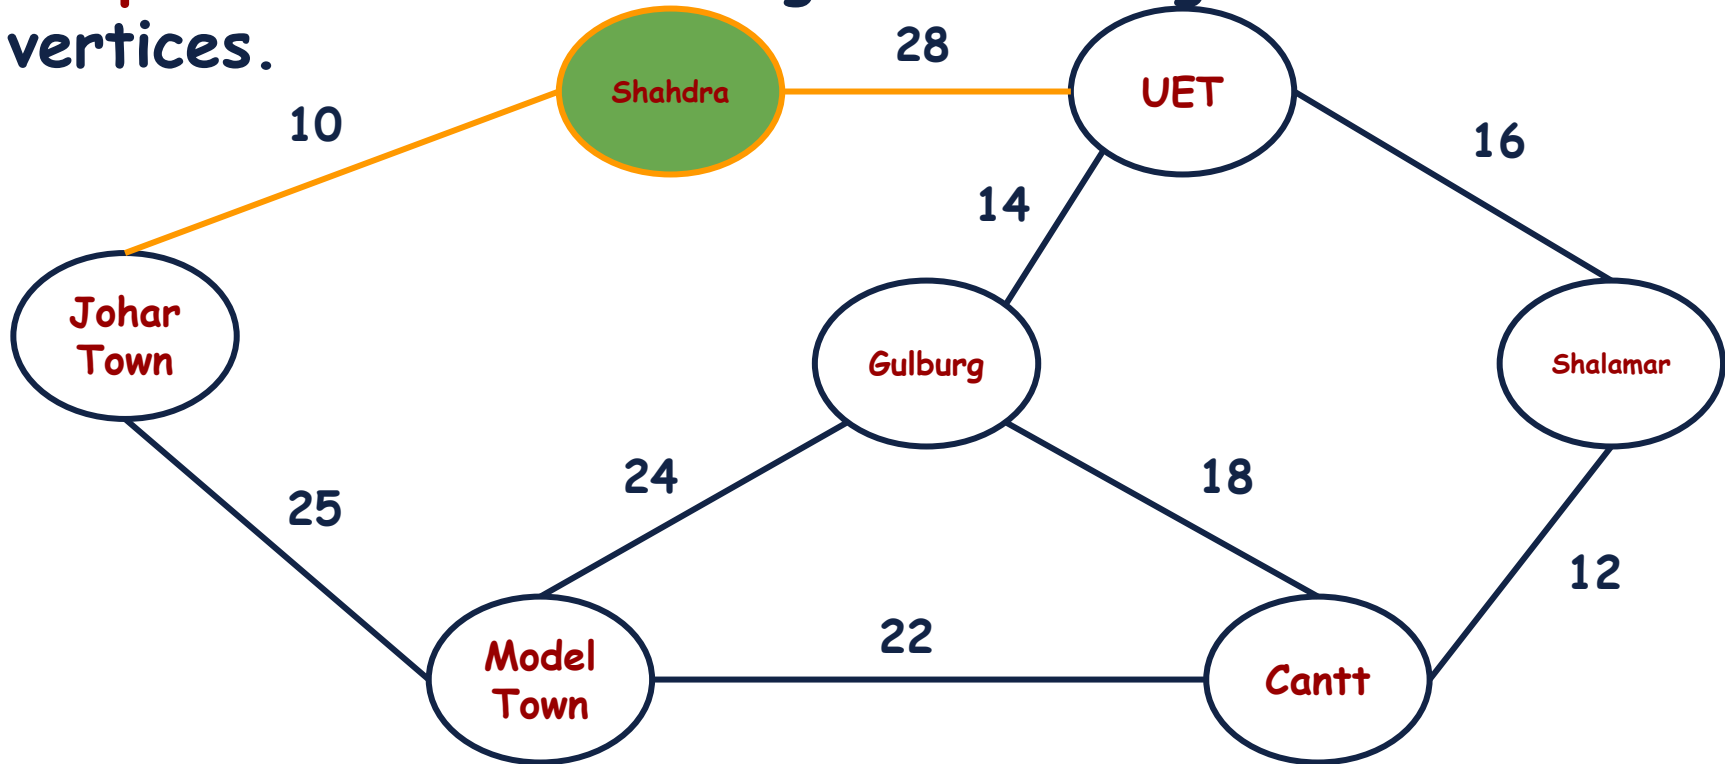 vertices.
28
Shahdra
UET
10
16
14
Johar
Town
Gulburg
Shalamar
24
18
25
12
22
Model
Town
Cantt